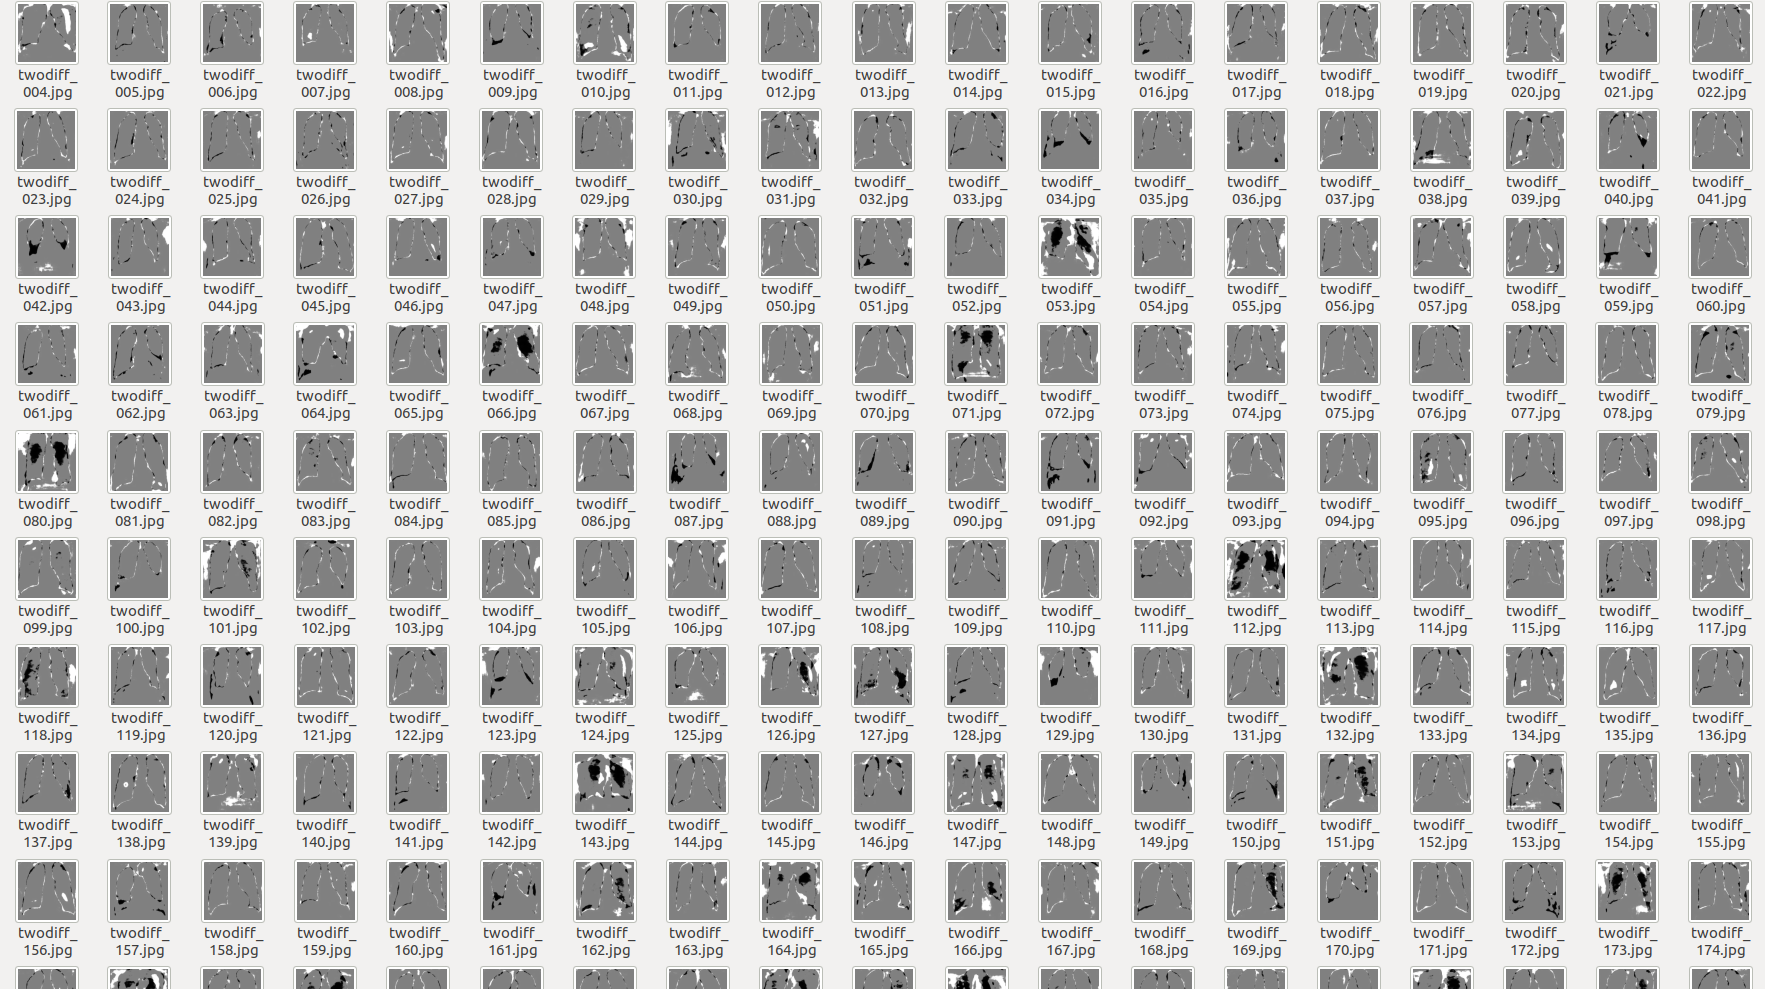 twodiff_ twodiff_ twodiff_ twodiff_ twodiff_ twodiff_ twodiff_ twodiff_ twodiff_ twodiff_ twodiff_ twodiff_ twodiff_ twodiff_ twodiff_ twodiff_ twodiff_ twodiff_ twodiff_
004.jpg 005.jpg 006.jpg 007.jpg 008.jpg 009.jpg 010.jpg 011.jpg 012.jpg 013.jpg 014.jpg 015.jpg 016.jpg 017.jpg 018.jpg 019.jpg 020.jpg 021.jpg 022.jpg
twodiff_ twodiff_ twodiff_ twodiff_ twodiff_ twodiff_ twodiff_ twodiff_ twodiff_ twodiff_ twodiff_ twodiff_ twodiff_ twodiff_ twodiff_ twodiff_ twodiff_ twodiff_ twodiff_
023.jpg 024.jpg 025.jpg 026.jpg 027.jpg 028.jpg 029.jpg 030.jpg 031.jpg 032.jpg 033.jpg 034.jpg 035.jpg 036.jpg 037.jpg 038.jpg 039.jpg 040.jpg 041.jpg
twodiff_ twodiff_ twodiff_ twodiff_ twodiff_ twodiff_ twodiff_ twodiff_ twodiff_ twodiff_ twodiff_ twodiff_ twodiff_ twodiff_ twodiff_ twodiff_ twodiff_ twodiff_ twodiff_
042.jpg 043.jpg 044.jpg 045.jpg 046.jpg 047.jpg 048.jpg 049.jpg 050.jpg 051.jpg 052.jpg 053.jpg 054.jpg 055.jpg 056.jpg 057.jpg 058.jpg 059.jpg 060.jpg
twodiff_ twodiff_ twodiff_ twodiff_ twodiff_ twodiff_ twodiff_ twodiff_ twodiff_ twodiff_ twodiff_ twodiff_ twodiff_ twodiff_ twodiff_ twodiff_ twodiff_ twodiff_ twodiff_
061.jpg 062.jpg 063.jpg 064.jpg 065.jpg 066.jpg 067.jpg 068.jpg 069.jpg 070.jpg 071.jpg 072.jpg 073.jpg 074.jpg 075.jpg 076.jpg 077.jpg 078.jpg 079.jpg
twodiff_ twodiff_ twodiff_ twodiff_ twodiff_ twodiff_ twodiff_ twodiff_ twodiff_ twodiff_ twodiff_ twodiff_ twodiff_ twodiff_ twodiff_ twodiff_ twodiff_ twodiff_ twodiff_
080.jpg 081.jpg 082.jpg 083.jpg 084.jpg 085.jpg 086.jpg 087.jpg 088.jpg 089.jpg 090.jpg 091.jpg 092.jpg 093.jpg 094.jpg 095.jpg 096.jpg 097.jpg 098.jpg
twodiff_ twodiff_ twodiff_ twodiff_ twodiff_ twodiff_ twodiff_ twodiff_ twodiff_ twodiff_ twodiff_ twodiff_ twodiff_ twodiff_ twodiff_ twodiff_ twodiff_ twodiff_ twodiff_
099.jpg 100.jpg 101.jpg 102.jpg 103.jpg 104.jpg 105.jpg 106.jpg 107.jpg 108.jpg 109.jpg 110.jpg 111.jpg 112.jpg 113.jpg 114.jpg 115.jpg 116.jpg 117.jpg
twodiff_ twodiff_ twodiff_ twodiff_ twodiff_ twodiff_ twodiff_ twodiff_ twodiff_ twodiff_ twodiff_ twodiff_ twodiff_ twodiff_ twodiff_ twodiff_ twodiff_ twodiff_ twodiff_
118.jpg 119.jpg 120.jpg 121.jpg 122.jpg 123.jpg 124.jpg 125.jpg 126.jpg 127.jpg 128.jpg 129.jpg 130.jpg 131.jpg 132.jpg 133.jpg 134.jpg 135.jpg 136.jpg
twodiff_ twodiff_ twodiff_ twodiff_ twodiff_ twodiff_ twodiff_ twodiff_ twodiff_ twodiff_ twodiff_ twodiff_ twodiff_ twodiff_ twodiff_ twodiff_ twodiff_ twodiff_ twodiff_
137.jpg 138.jpg 139.jpg 140.jpg 141.jpg 142.jpg 143.jpg 144.jpg 145.jpg 146.jpg 147.jpg 148.jpg 149.jpg 150.jpg 151.jpg 152.jpg 153.jpg 154.jpg 155.jpg
twodiff_ twodiff_ twodiff_ twodiff_ twodiff_ twodiff_ twodiff_ twodiff_ twodiff_ twodiff_ twodiff_ twodiff_ twodiff_ twodiff_ twodiff_ twodiff_ twodiff_ twodiff_ twodiff_
156.jpg 157.jpg 158.jpg 159.jpg 160.jpg 161.jpg 162.jpg 163.jpg 164.jpg 165.jpg 166.jpg 167.jpg 168.jpg 169.jpg 170.jpg 171.jpg 172.jpg 173.jpg 174.jpg